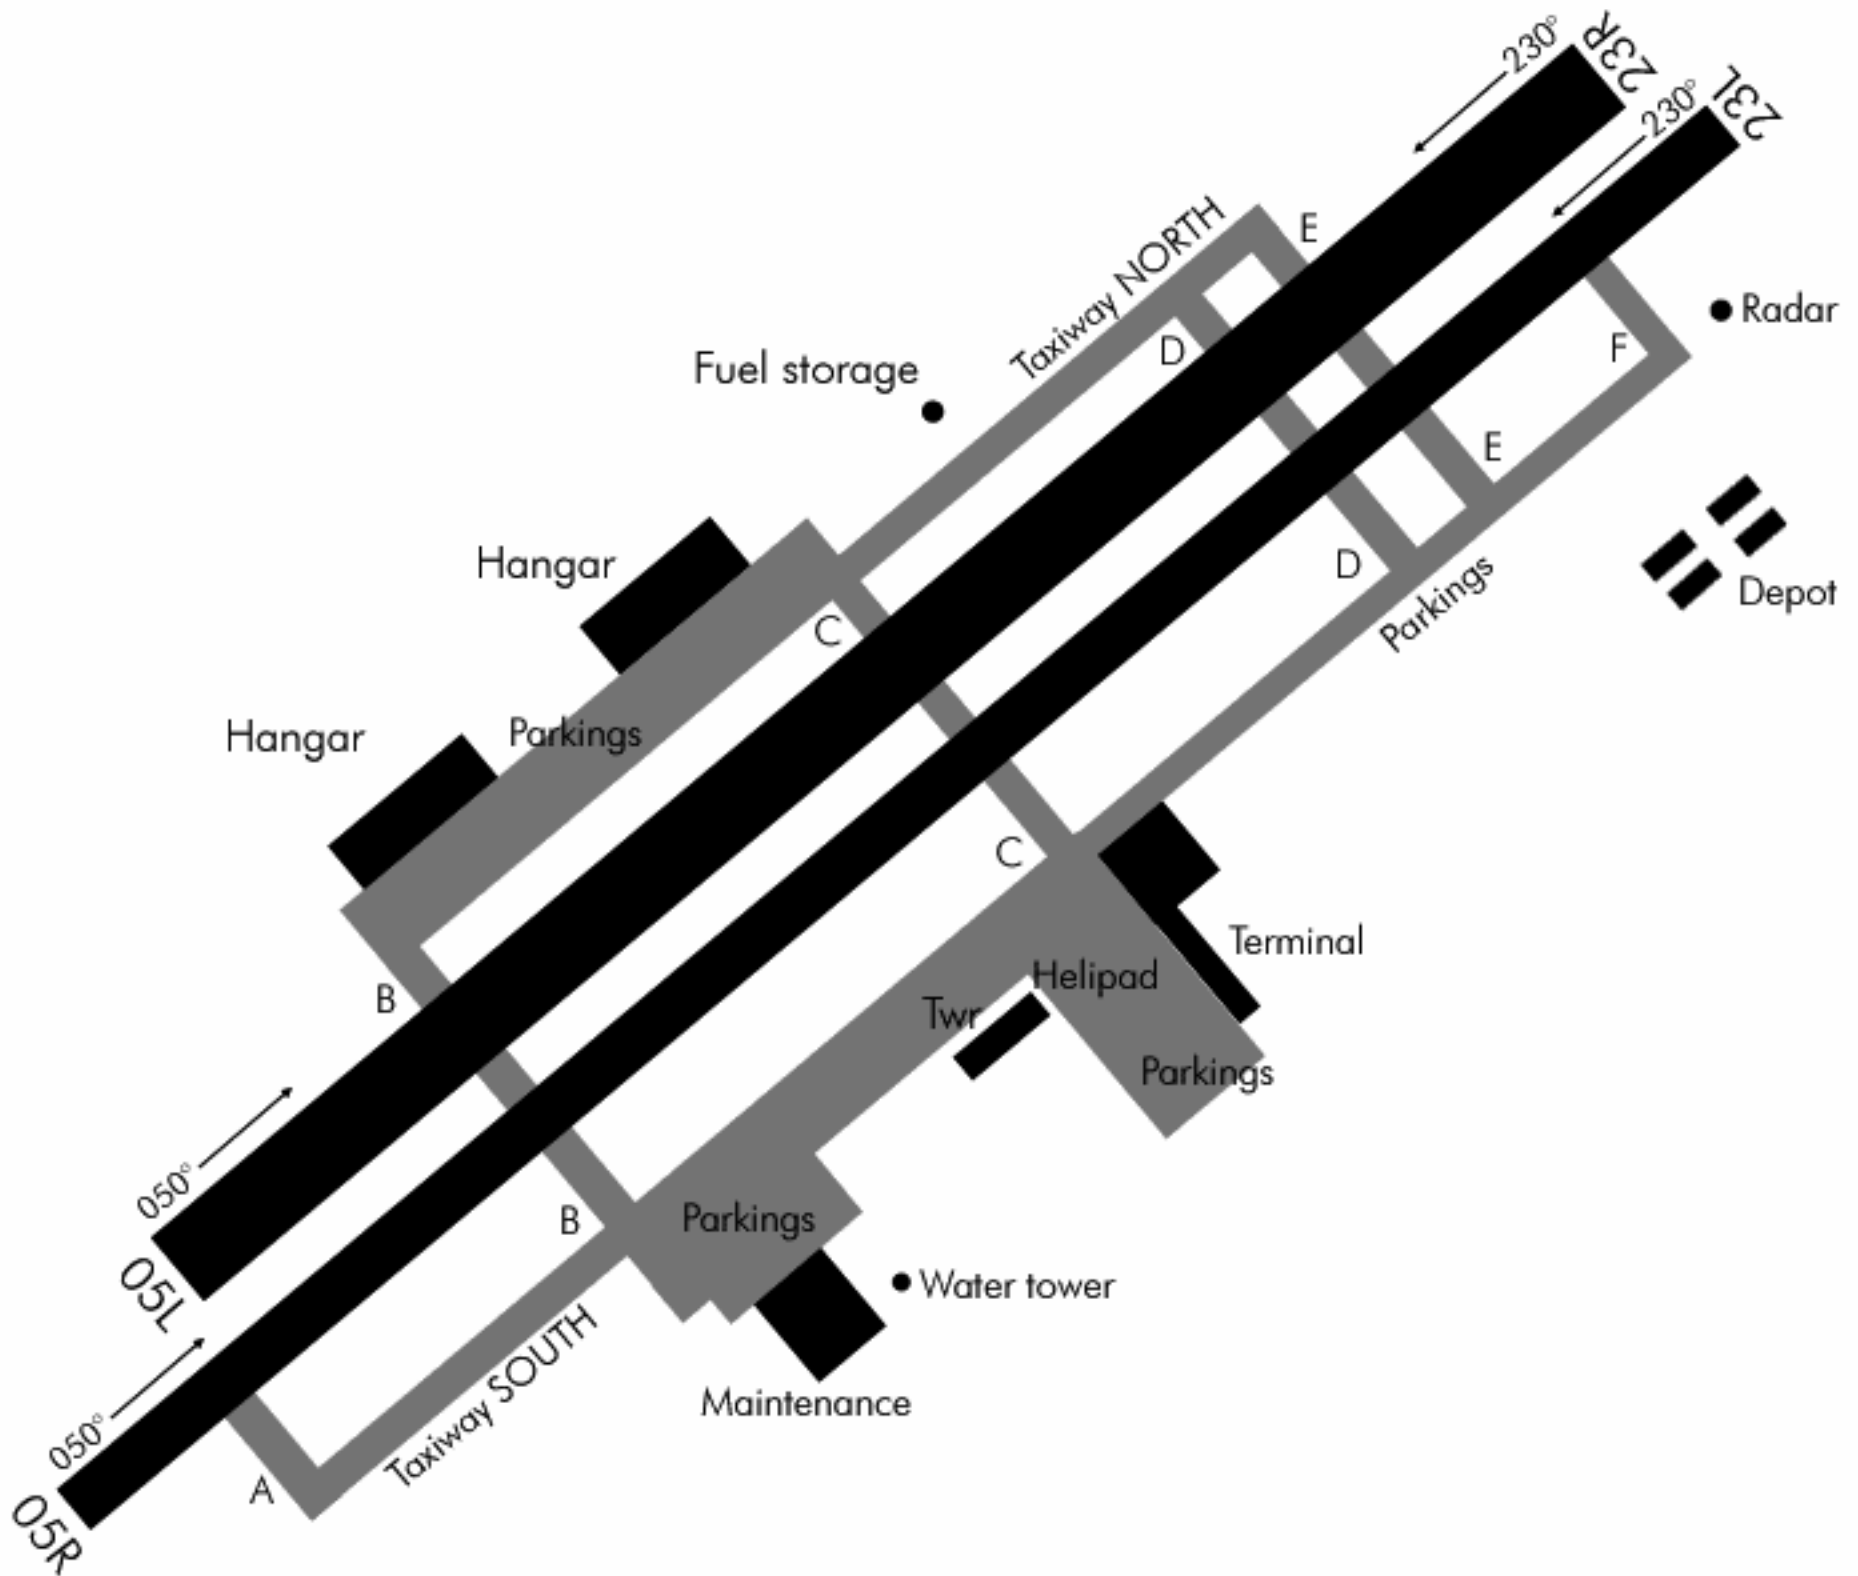 230°
23R
230°
23L
Taxiway NORTH
E
Radar
D
F
Fuel storage
E
Hangar
D
Parkings
Depot
C
Hangar
Parkings
C
Terminal
Helipad
B
Twr
Parkings
050°
B
Parkings
05L
Water tower
Taxiway SOUTH
Maintenance
050°
A
05R